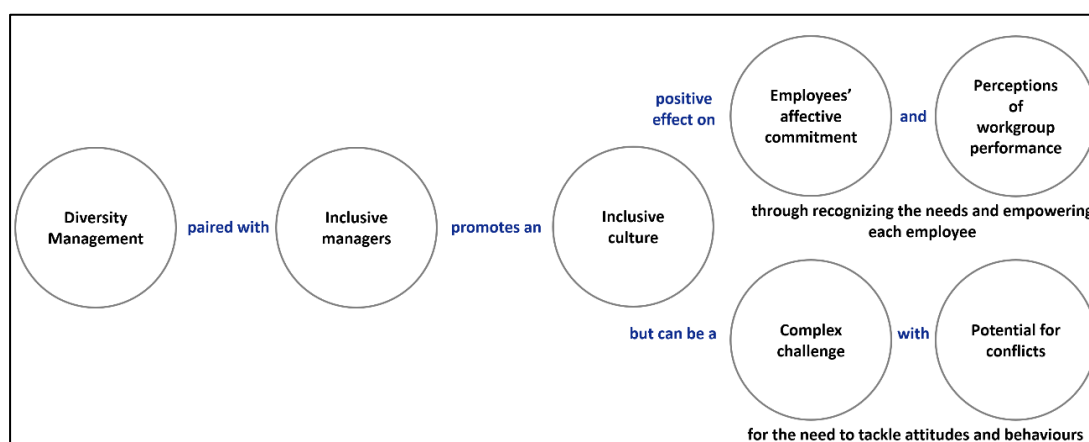 Diversity
Management
paired with
Inclusive
managers
promotes an
Inclusive
culture
positive
effect on
Employees’
affective
commitment
and
Perceptions
of
workgroup
performance
through recognizing the needs and empowering
each employee
but can be a
Complex
challenge
with
Potential for
conflicts
for the need to tackle attitudes and behaviours